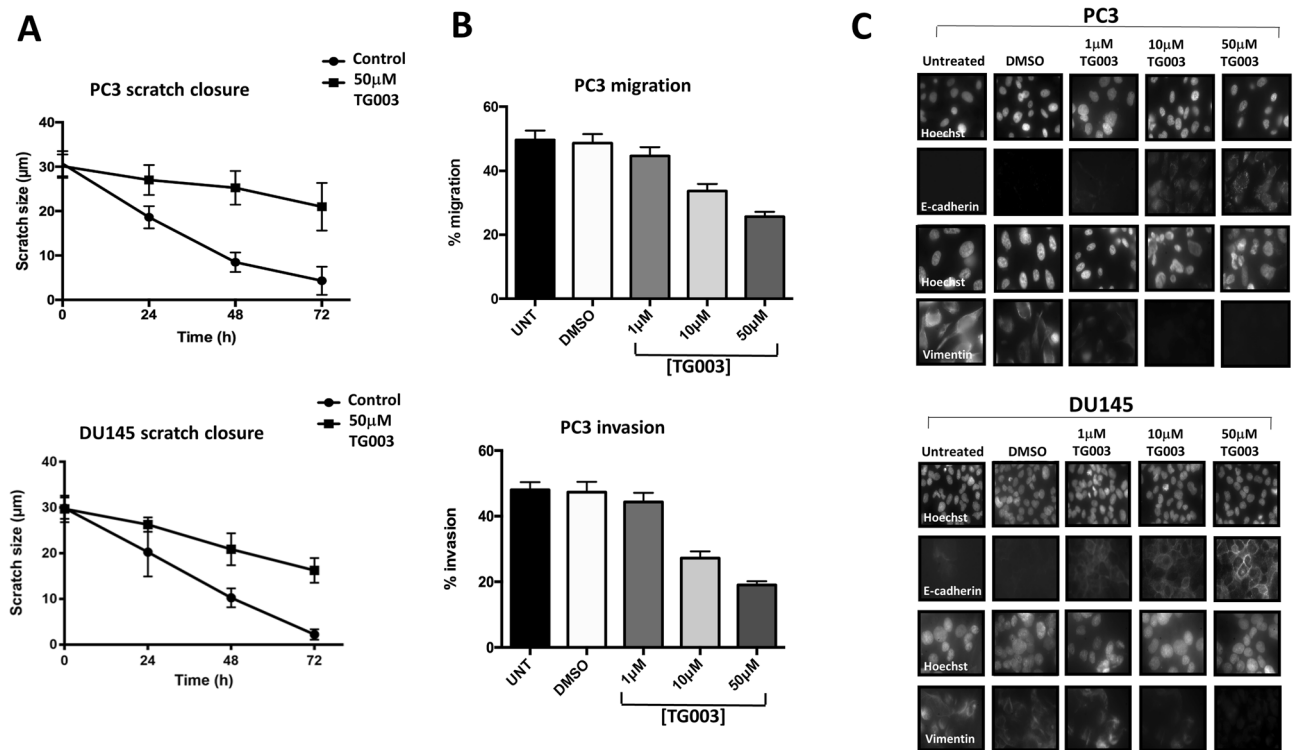 A
Control
50μM
TG003
PC3 scratch closure
Scratch size (μm)
40
30
20
10
0
0
24
48
72
Time (h)
Control
50μM
TG003
DU145 scratch closure
Scratch size (μm)
40
30
20
10
0
0
24
48
72
Time (h)
B
PC3 migration
% migration
60
40
20
0
UNT
DMSO
1μM
10μM
50μM
[TG003]
PC3 invasion
% invasion
60
40
20
0
UNT
DMSO
1μM
10μM
50μM
[TG003]
C
PC3
Untreated
DMSO
1μM
TG003
10μM
TG003
50μM
TG003
Hoechst
E-cadherin
Hoechst
Vimentin
DU145
Untreated
DMSO
1μM
TG003
10μM
TG003
50μM
TG003
Hoechst
E-cadherin
Hoechst
Vimentin